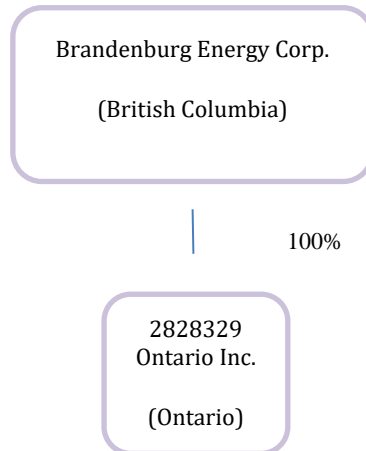 Brandenburg Energy Corp.
(British Columbia)
100%
2828329
Ontario Inc.
(Ontario)